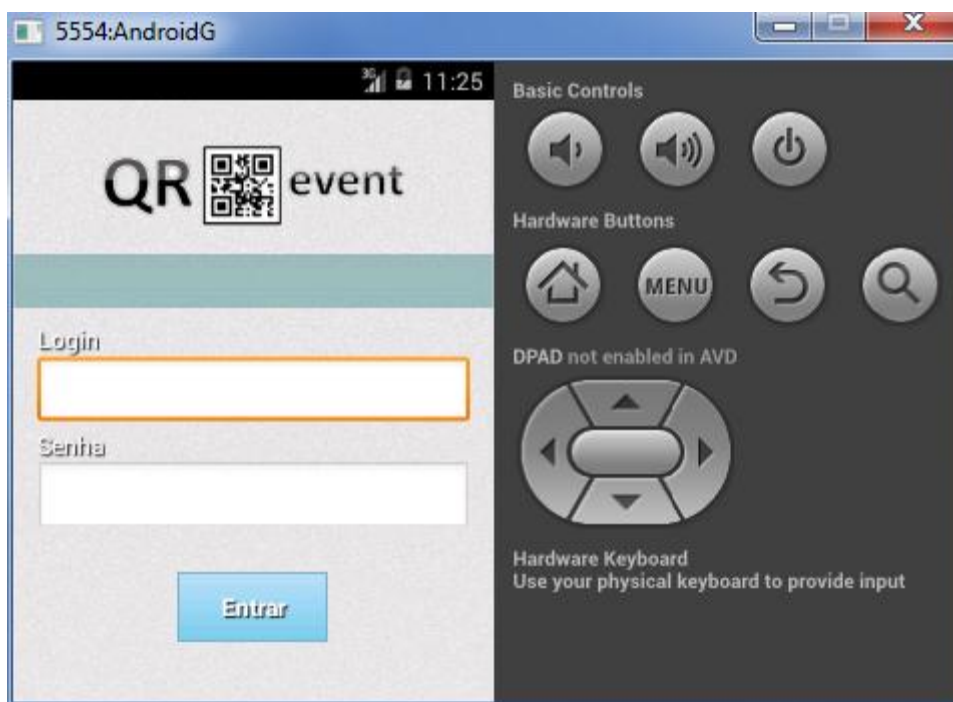 5554:AndroidG
3G 11:25
QR event
Login
Senha
Entrar
Basic Controls
Hardware Buttons
MENU
DPAD not enabled in AVD
Hardware Keyboard
Use your physical keyboard to provide input